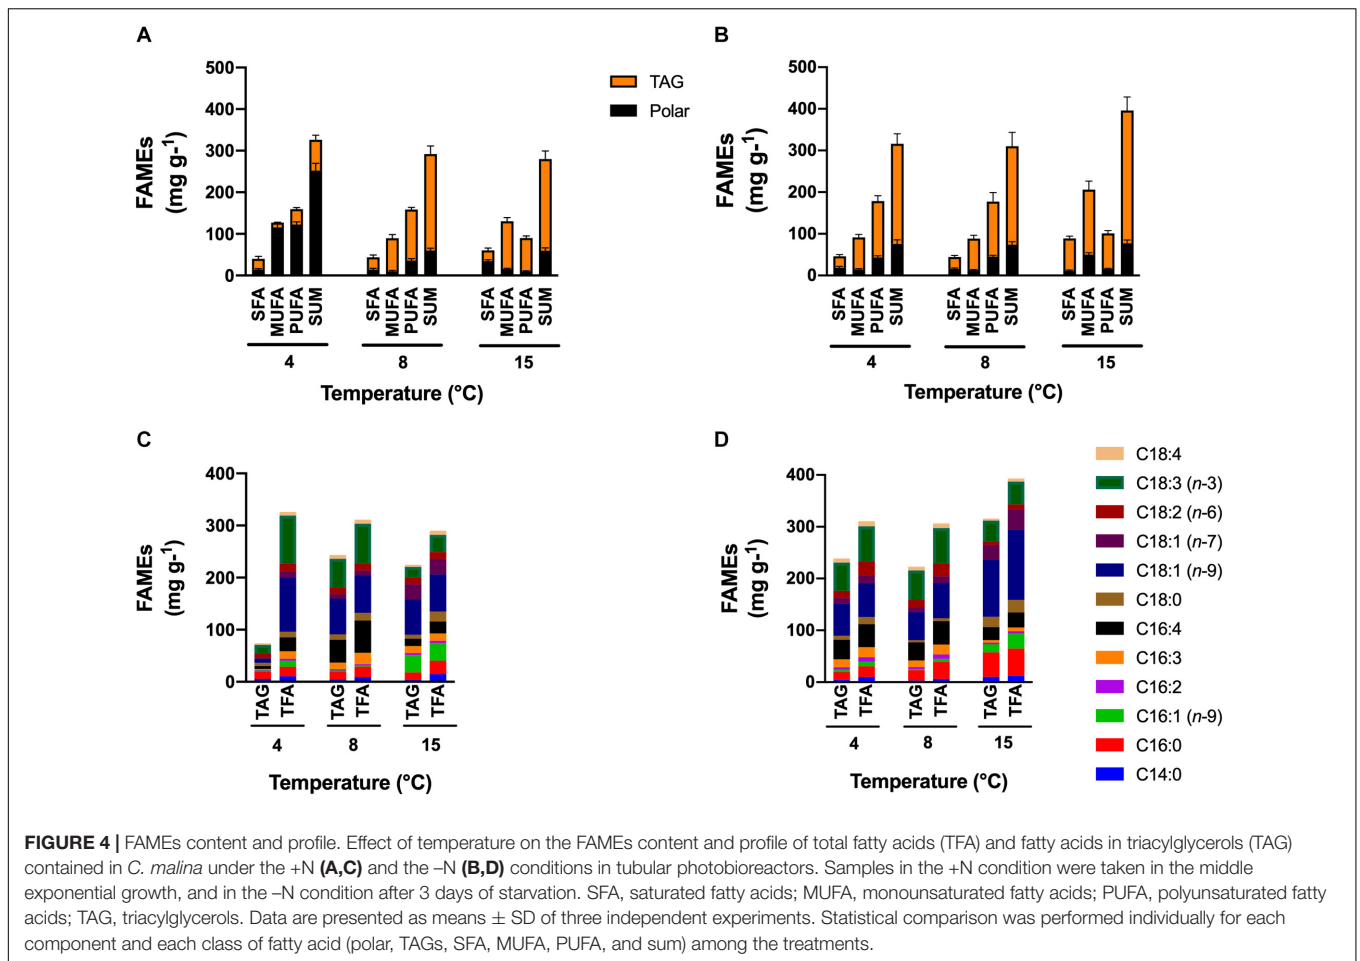 A
B
500
400
300
200
100
0
FAMEs
(mg g-1)
TAG
Polar
SFA
MUFA
PUFA
SUM
SFA
MUFA
PUFA
SUM
SFA
MUFA
PUFA
SUM
4
8
15
Temperature (°C)
500
400
300
200
100
0
FAMEs
(mg g-1)
SFA
MUFA
PUFA
SUM
SFA
MUFA
PUFA
SUM
SFA
MUFA
PUFA
SUM
4
8
15
Temperature (°C)
C
400
300
200
100
0
FAMEs
(mg g-1)
TAG
TFA
TAG
TFA
TAG
TFA
4
8
15
Temperature (°C)
D
400
300
200
100
0
FAMEs
(mg g-1)
TAG
TFA
TAG
TFA
TAG
TFA
4
8
15
Temperature (°C)
C18:4
C18:3 (n-3)
C18:2 (n-6)
C18:1 (n-7)
C18:1 (n-9)
C18:0
C16:4
C16:3
C16:2
C16:1 (n-9)
C16:0
C14:0
FIGURE 4 | FAMEs content and profile. Effect of temperature on the FAMEs content and profile of total fatty acids (TFA) and fatty acids in triacylglycerols (TAG)
contained in C. malina under the +N (A,C) and the –N (B,D) conditions in tubular photobioreactors. Samples in the +N condition were taken in the middle
exponential growth, and in the –N condition after 3 days of starvation. SFA, saturated fatty acids; MUFA, monounsaturated fatty acids; PUFA, polyunsaturated fatty
acids; TAG, triacylglycerols. Data are presented as means ± SD of three independent experiments. Statistical comparison was performed individually for each
component and each class of fatty acid (polar, TAGs, SFA, MUFA, PUFA, and sum) among the treatments.